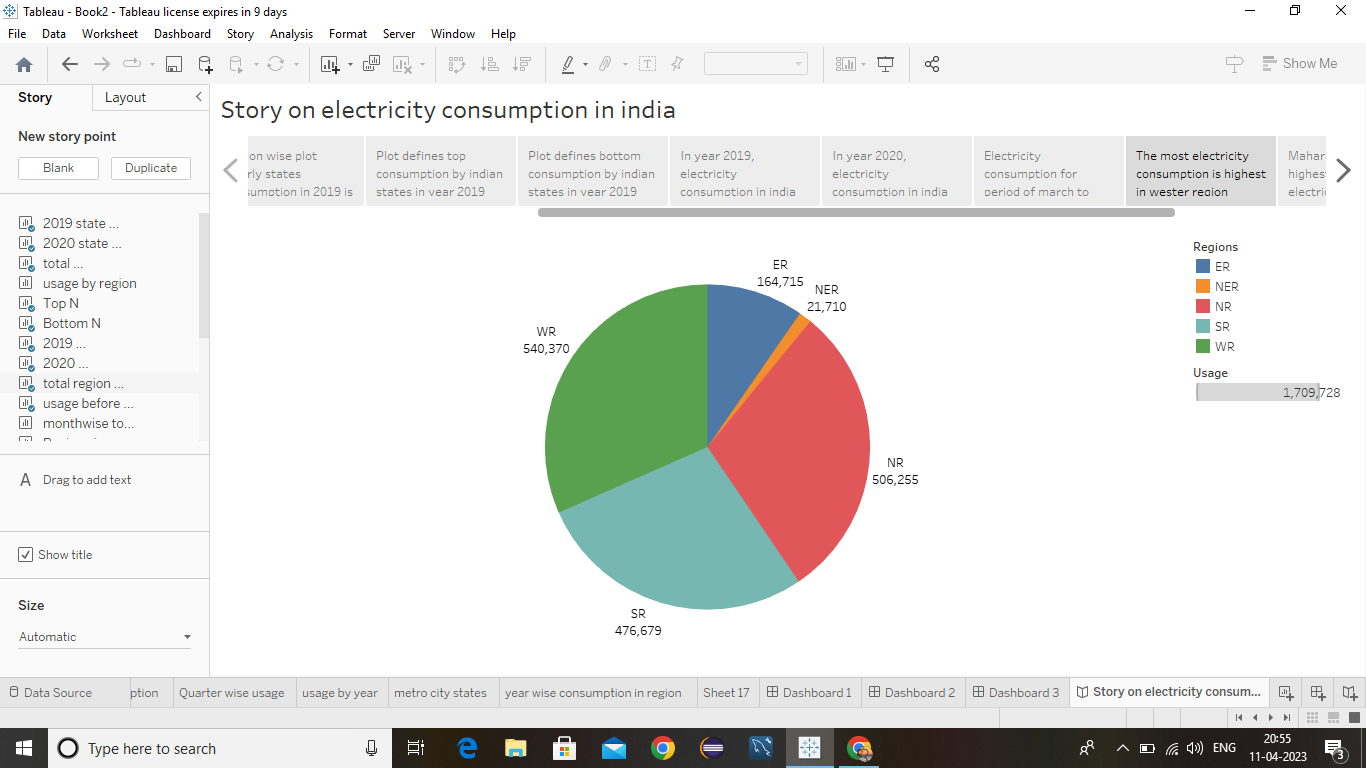 Tableau - Book2 - Tableau license expires in 9 days
File Data Worksheet Dashboard Story Analysis Format Server Window Help
Show Me
Story Layout
New story point
Blank Duplicate
2019 state ...
2020 state ...
total ...
usage by region
Top N
Bottom N
2019 ...
2020 ...
total region ...
usage before ...
monthwise to...
A Drag to add text
Show title
Size
Automatic
Story on electricity consumption in india
on wise plot
rly states
sumption in 2019 is
Plot defines top
consumption by indian
states in year 2019
Plot defines bottom
consumption by indian
states in year 2019
In year 2019,
electricity
consumption in india
In year 2020,
electricity
consumption in india
Electricity
consumption for
period of march to
The most electricity
consumption is highest
in wester region
Mahar
highest
electri
ER
164,715
NER
21,710
WR
540,370
NR
506,255
SR
476,679
Regions
ER
NER
NR
SR
WR
Usage
1,709,728
Data Source ption Quarter wise usage usage by year metro city states year wise consumption in region Sheet 17 Dashboard 1 Dashboard 2 Dashboard 3 Story on electricity consum...
Type here to search
ENG
20:55
11-04-2023
3